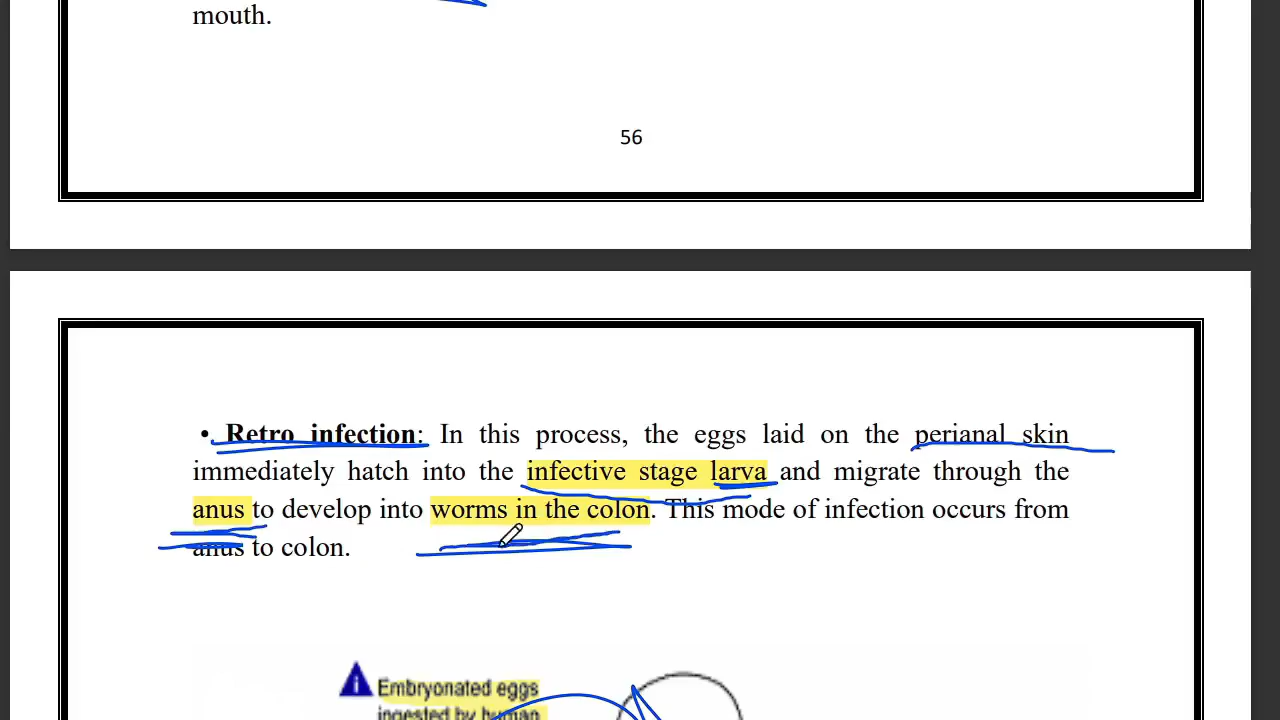 mouth.
56
• Retro infection: In this process, the eggs laid on the perianal skin
immediately hatch into the infective stage larva and migrate through the
anus to develop into worms in the colon. This mode of infection occurs from
anus to colon.
i Embryonated eggs
ingested by human